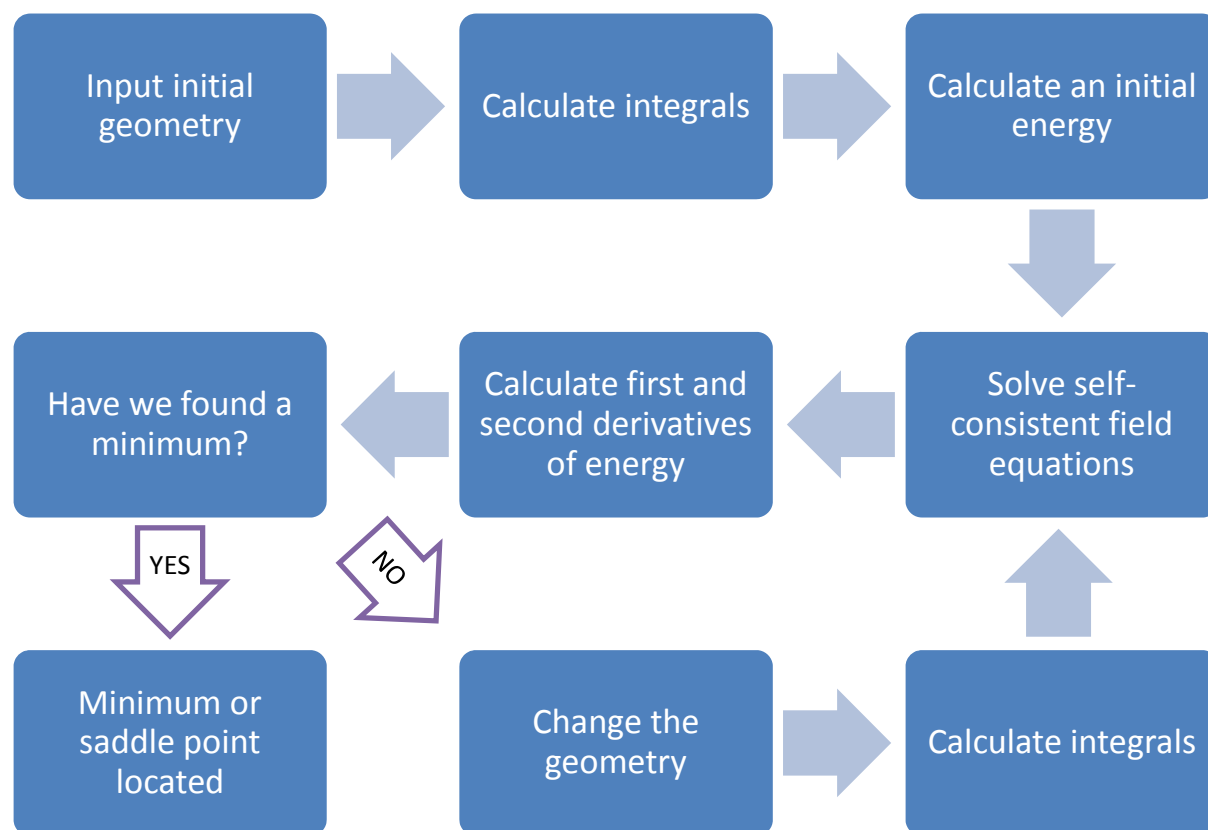 Input initial
geometry
Calculate integrals
Calculate an initial
energy
Have we found a
minimum?
Calculate first and
second derivatives
of energy
Solve self-
consistent field
equations
YES
NO
Minimum or
saddle point
located
Change the
geometry
Calculate integrals